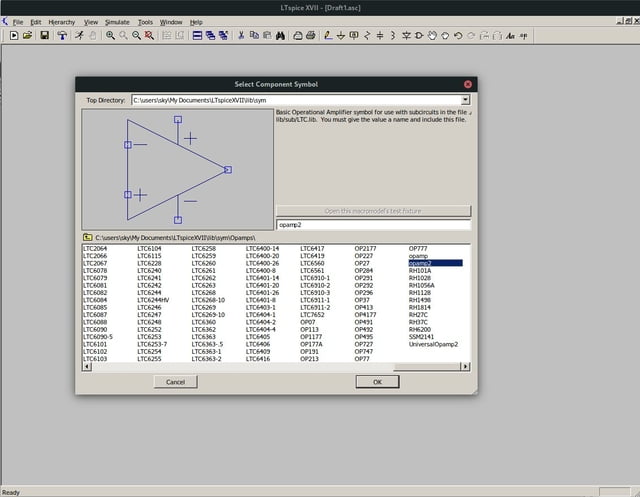 LTspice XVII - [Draft1.asc]
File Edit Hierarchy View Simulate Tools Window Help
Aa .op
Select Component Symbol
Top Directory: C:\users\sky\My Documents\LTspiceXVII\lib\sym
Basic Operational Amplifier symbol for use with subcircuits in the file
lib/sub/LTC.lib. You must give the value a name and include this file.
Open this macromodel's test fixture
opamp2
C:\users\sky\My Documents\LTspiceXVII\lib\sym\Opamps\
LTC2064 LTC6104 LTC6258 LTC6400-14 LTC6417 OP2177 OP777
LTC2066 LTC6115 LTC6259 LTC6400-20 LTC6419 OP227 opamp
LTC2067 LTC6228 LTC6260 LTC6400-26 LTC6560 OP27 opamp2
LTC6078 LTC6240 LTC6261 LTC6400-8 LTC6561 OP284 RH101A
LTC6079 LTC6241 LTC6262 LTC6401-14 LTC6910-1 OP291 RH1028
LTC6081 LTC6242 LTC6263 LTC6401-20 LTC6910-2 OP292 RH1056A
LTC6082 LTC6244 LTC6268 LTC6401-26 LTC6910-3 OP296 RH1128
LTC6084 LTC6244HV LTC6268-10 LTC6401-8 LTC6911-1 OP37 RH1498
LTC6085 LTC6246 LTC6269 LTC6403-1 LTC6911-2 OP413 RH1814
LTC6087 LTC6247 LTC6269-10 LTC6404-1 LTC7652 OP4177 RH27C
LTC6088 LTC6248 LTC6360 LTC6404-2 OP07 OP491 RH37C
LTC6090 LTC6252 LTC6362 LTC6404-4 OP113 OP492 RH6200
LTC6090-5 LTC6253 LTC6363 LTC6405 OP1177 OP495 SSM2141
LTC6101 LTC6253-7 LTC6363-.5 LTC6406 OP177A OP727 UniversalOpamp2
LTC6102 LTC6254 LTC6363-1 LTC6409 OP191 OP747
LTC6103 LTC6255 LTC6363-2 LTC6416 OP213 OP77
Cancel OK
Ready